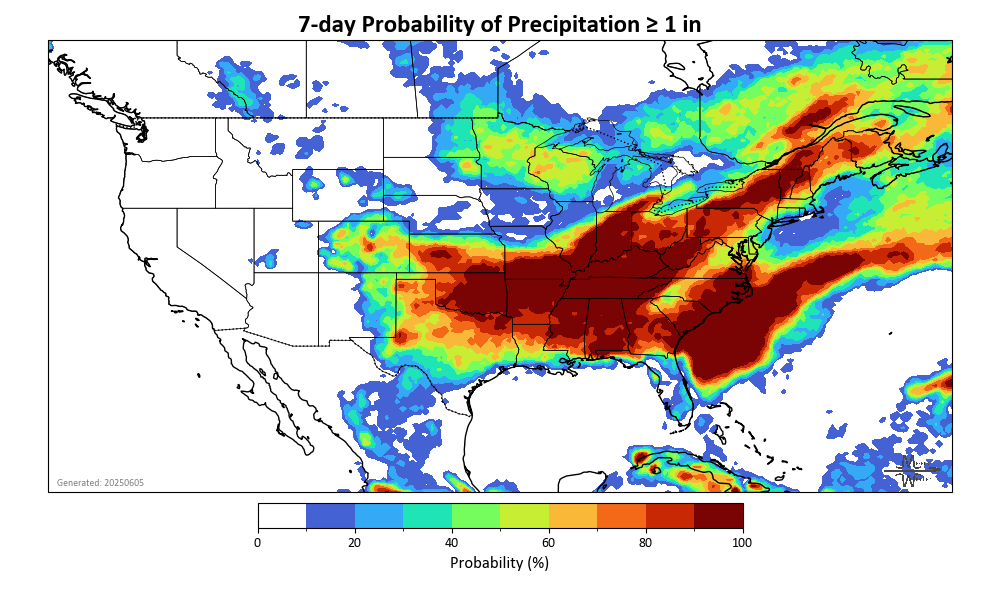 7-day Probability of Precipitation ≥ 1 in
Generated: 20250605
0 20 40 60 80 100
Probability (%)